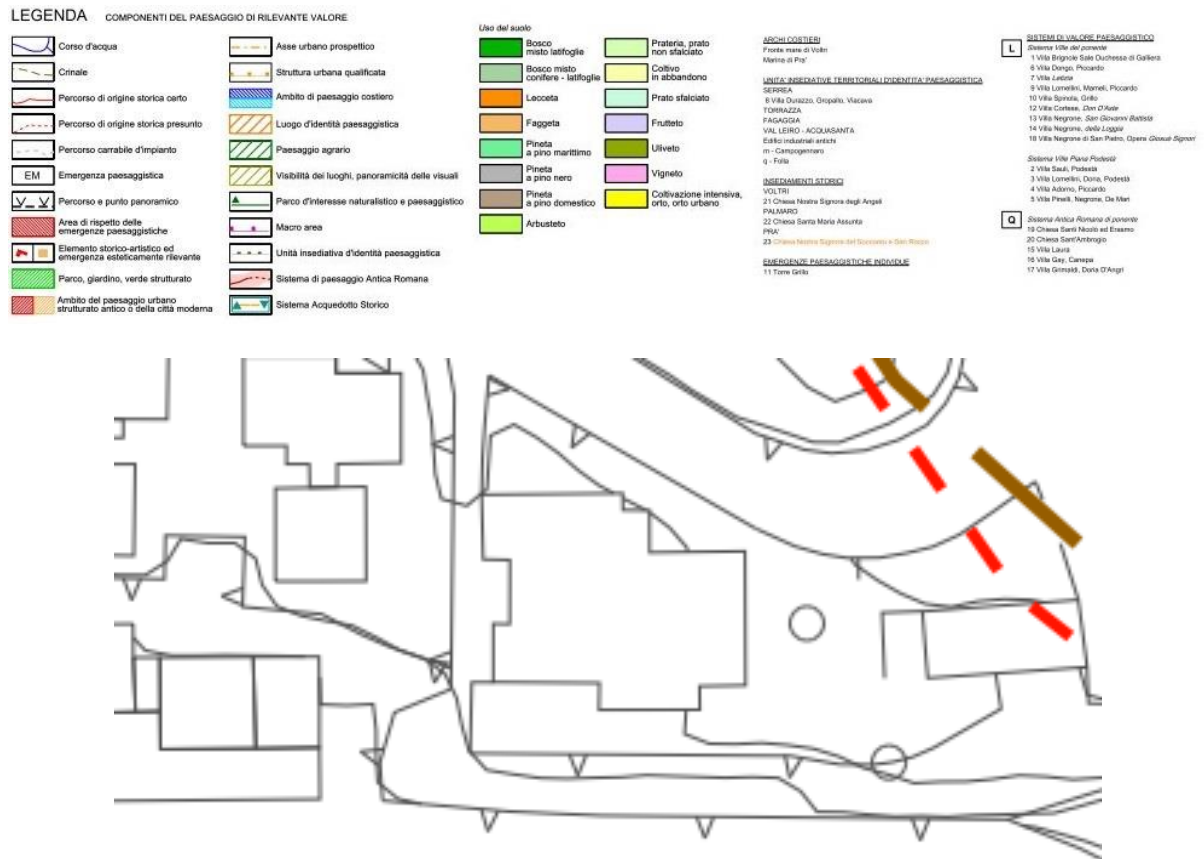 LEGENDA COMPONENTI DEL PAESAGGIO DI RILEVANTE VALORE
Corso d'acqua
Crinale
Percorso di origine storica certo
Percorso di origine storica presunto
Percorso carrabile d'impianto
EM Emergenza paesaggistica
Percorso e punto panoramico
Area di rispetto delle
emergenze paesaggistiche
Elemento storico-artistico ed
emergenza esteticamente rilevante
Parco, giardino, verde strutturato
Ambito del paesaggio urbano
strutturato antico o della città moderna
Asse urbano prospettico
Struttura urbana qualificata
Ambito di paesaggio costiero
Luogo d'identità paesaggistica
Paesaggio agrario
Visibilità dei luoghi, panoramicità delle visuali
Parco d'interesse naturalistico e paesaggistico
Macro area
Unità insediativa d'identità paesaggistica
Sistema di paesaggio Antica Romana
Sistema Acquedotto Storico
Uso del suolo
Bosco
misto latifoglie
Bosco misto
conifere - latifoglie
Lecceta
Faggeta
Pineta
a pino marittimo
Pineta
a pino nero
Pineta
a pino domestico
Arbusteto
Prateria, prato
non sfalciato
Coltivo
in abbandono
Prato sfalciato
Frutteto
Uliveto
Vigneto
Coltivazione intensiva,
orto, orto urbano
ARCHI COSTIERI
Fronte mare di Voltri
Marina di Pra'
UNITA' INSEDIATIVE TERRITORIALI D'IDENTITA' PAESAGGISTICA
SERREA
8 Villa Durazzo, Gropallo, Viacava
TORRAZZA
FAGAGGIA
VAL LEIRO - ACQUASANTA
Edifici industriali antichi
m - Campogennaro
q - Folla
INSEDIAMENTI STORICI
VOLTRI
21 Chiesa Nostra Signora degli Angeli
PALMARO
22 Chiesa Santa Maria Assunta
PRA'
23 Chiesa Nostra Signora del Soccorso e San Rocco
EMERGENZE PAESAGGISTICHE INDIVIDUE
11 Torre Grillo
SISTEMI DI VALORE PAESAGGISTICO
L Sistema Ville del ponente
1 Villa Brignole Sale Duchessa di Galliera
6 Villa Dongo, Piccardo
7 Villa Letizia
9 Villa Lomellini, Mameli, Piccardo
10 Villa Spinola, Grillo
12 Villa Cortese, Don D'Aste
13 Villa Negrone, San Giovanni Battista
14 Villa Negrone, della Loggia
18 Villa Negrone di San Pietro, Opera Giosuè Signori
Sistema Ville Piana Podestà
2 Villa Sauli, Podestà
3 Villa Lomellini, Doria, Podestà
4 Villa Adorno, Piccardo
5 Villa Pinelli, Negrone, De Mari
Q Sistema Antica Romana di ponente
19 Chiesa Santi Nicolò ed Erasmo
20 Chiesa Sant'Ambrogio
15 Villa Laura
16 Villa Gay, Canepa
17 Villa Grimaldi, Doria D'Angri